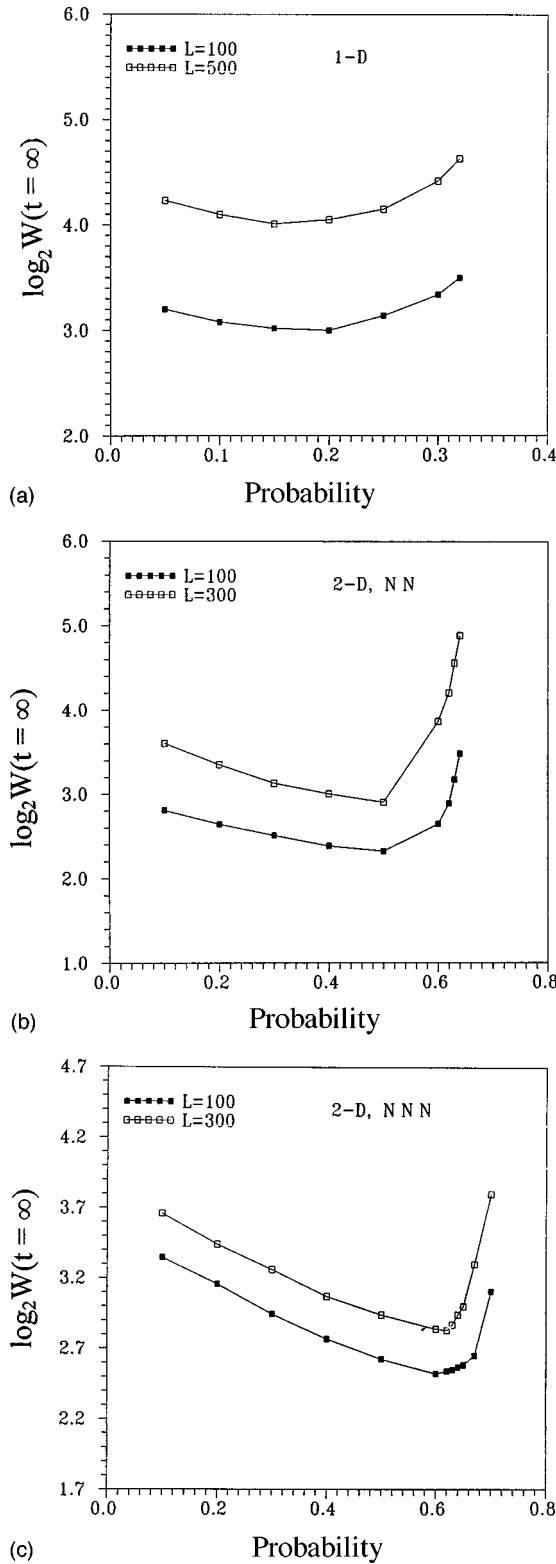 6.0
L=100
L=500
1-D
5.0
4.0
3.0
2.0
log₂W(t = ∞)
0.0 0.1 0.2 0.3 0.4
Probability
(a)
6.0
L=100
L=300
2-D, N N
5.0
4.0
3.0
2.0
1.0
log₂W(t = ∞)
0.0 0.2 0.4 0.6 0.8
Probability
(b)
4.7
L=100
L=300
2-D, N N N
4.2
3.7
3.2
2.7
2.2
1.7
log₂W(t = ∞)
0.0 0.2 0.4 0.6 0.8
Probability
(c)